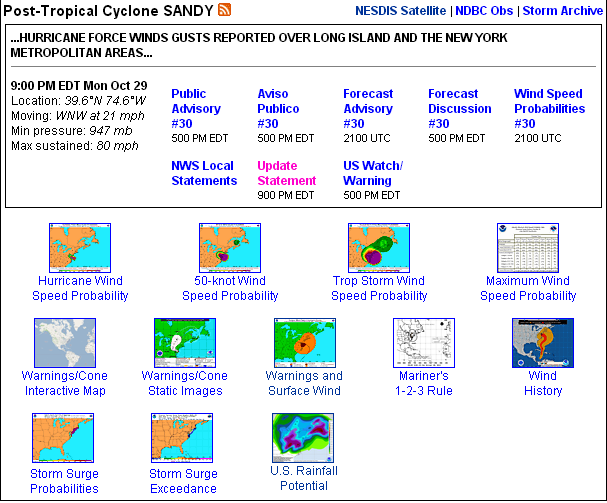 Post-Tropical Cyclone SANDY
NESDIS Satellite | NDBC Obs | Storm Archive
...HURRICANE FORCE WINDS GUSTS REPORTED OVER LONG ISLAND AND THE NEW YORK
METROPOLITAN AREAS...
9:00 PM EDT Mon Oct 29
Location: 39.6°N 74.6°W
Moving: WNW at 21 mph
Min pressure: 947 mb
Max sustained: 80 mph
Public
Advisory
#30
500 PM EDT
Aviso
Publico
#30
500 PM EDT
Forecast
Advisory
#30
2100 UTC
Forecast
Discussion
#30
500 PM EDT
Wind Speed
Probabilities
#30
2100 UTC
NWS Local
Statements
Update
Statement
900 PM EDT
US Watch/
Warning
500 PM EDT
Hurricane Wind
Speed Probability
50-knot Wind
Speed Probability
Trop Storm Wind
Speed Probability
Maximum Wind
Speed Probability
Warnings/Cone
Interactive Map
Warnings/Cone
Static Images
Warnings and
Surface Wind
Mariner's
1-2-3 Rule
Wind
History
Storm Surge
Probabilities
Storm Surge
Exceedance
U.S. Rainfall
Potential